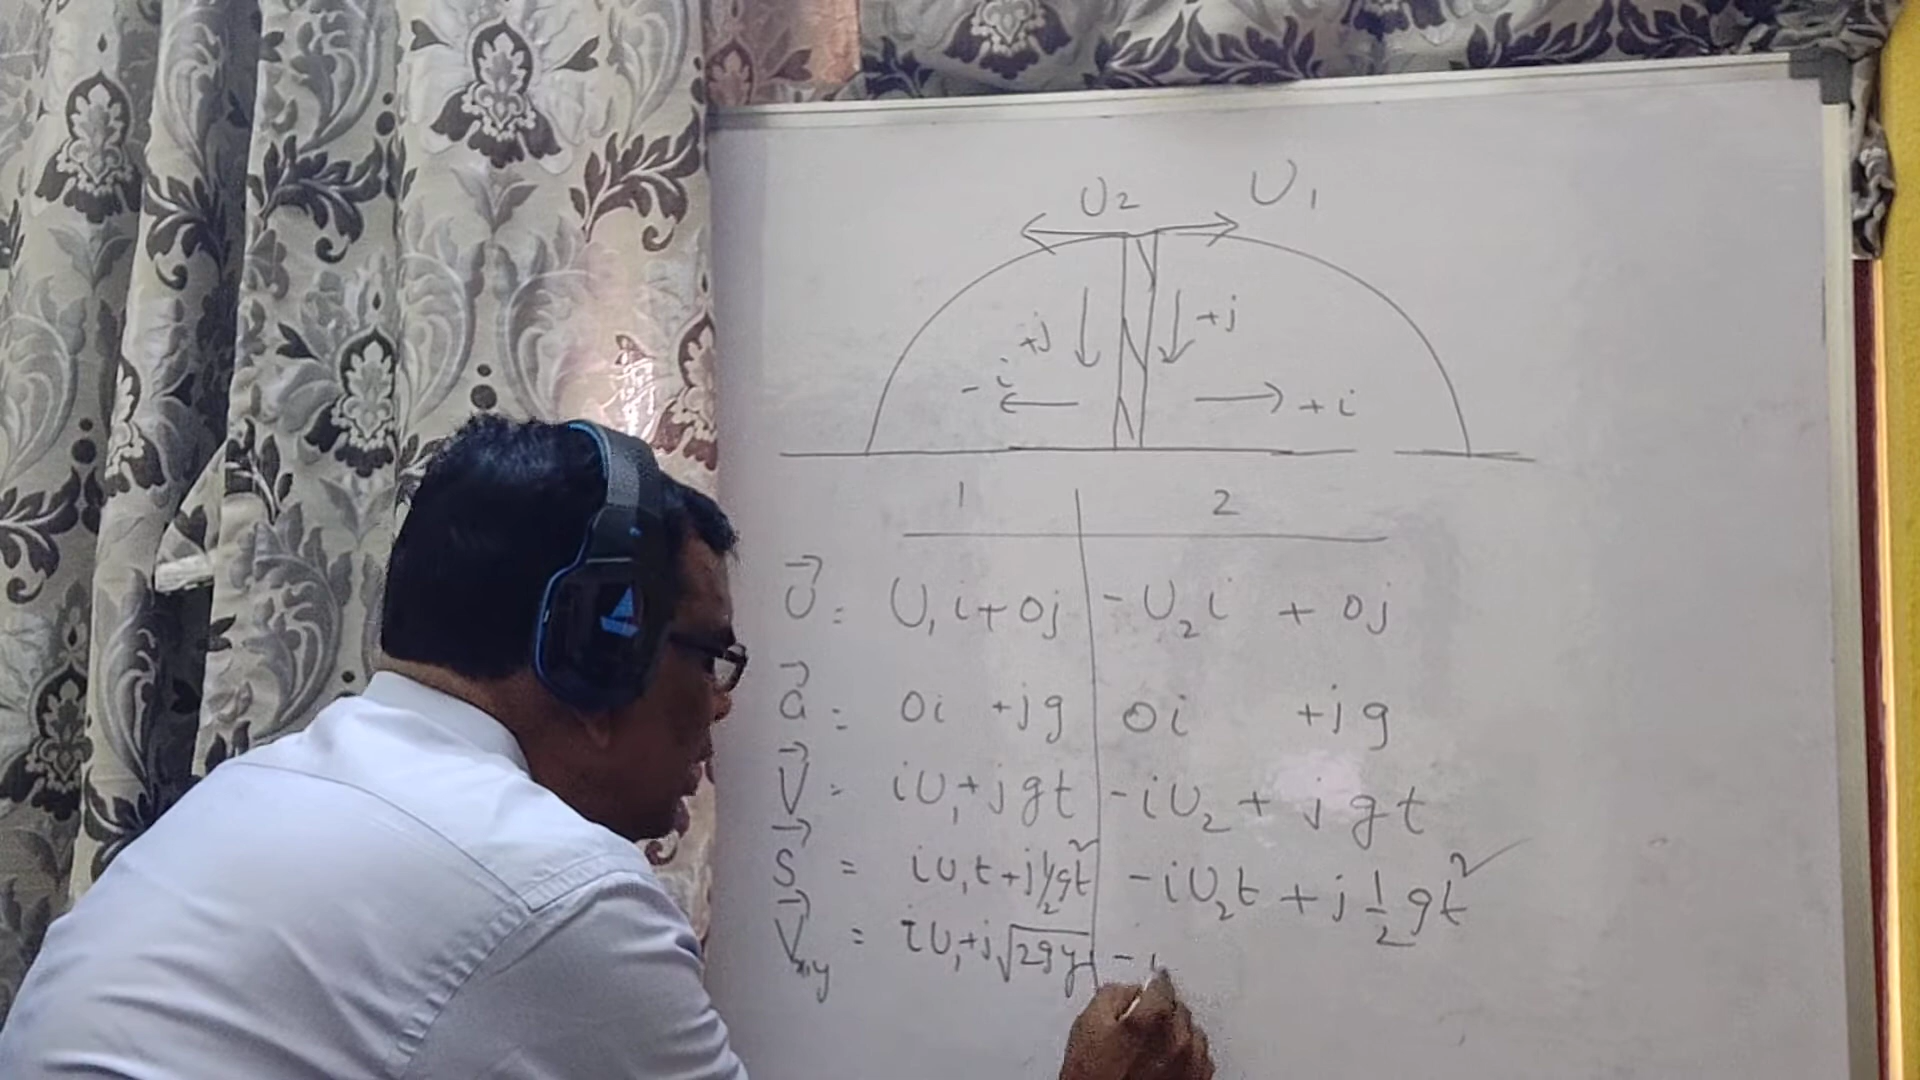 U2 U₁
+j +j
-i +i
1 2
U⃗ = U₁i+0j -U₂i + 0j
a⃗ = 0i +jg 0i +jg
V⃗ = iU₁+jgt -iU₂ + jgt
S⃗ = iU₁t+j½gt² -iU₂t + j½gt²
V⃗x,y = iU₁+j√2gy -